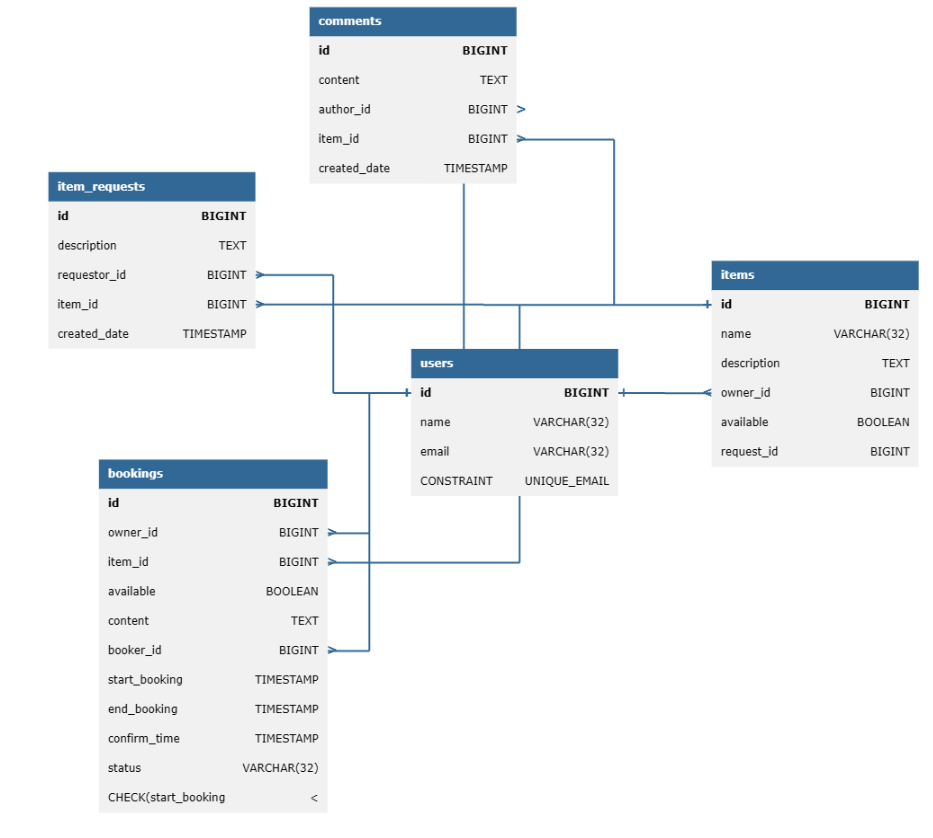 comments
id BIGINT
content TEXT
author_id BIGINT
item_id BIGINT
created_date TIMESTAMP
item_requests
id BIGINT
description TEXT
requestor_id BIGINT
item_id BIGINT
created_date TIMESTAMP
items
id BIGINT
name VARCHAR(32)
description TEXT
owner_id BIGINT
available BOOLEAN
request_id BIGINT
users
id BIGINT
name VARCHAR(32)
email VARCHAR(32)
CONSTRAINT UNIQUE_EMAIL
bookings
id BIGINT
owner_id BIGINT
item_id BIGINT
available BOOLEAN
content TEXT
booker_id BIGINT
start_booking TIMESTAMP
end_booking TIMESTAMP
confirm_time TIMESTAMP
status VARCHAR(32)
CHECK(start_booking <